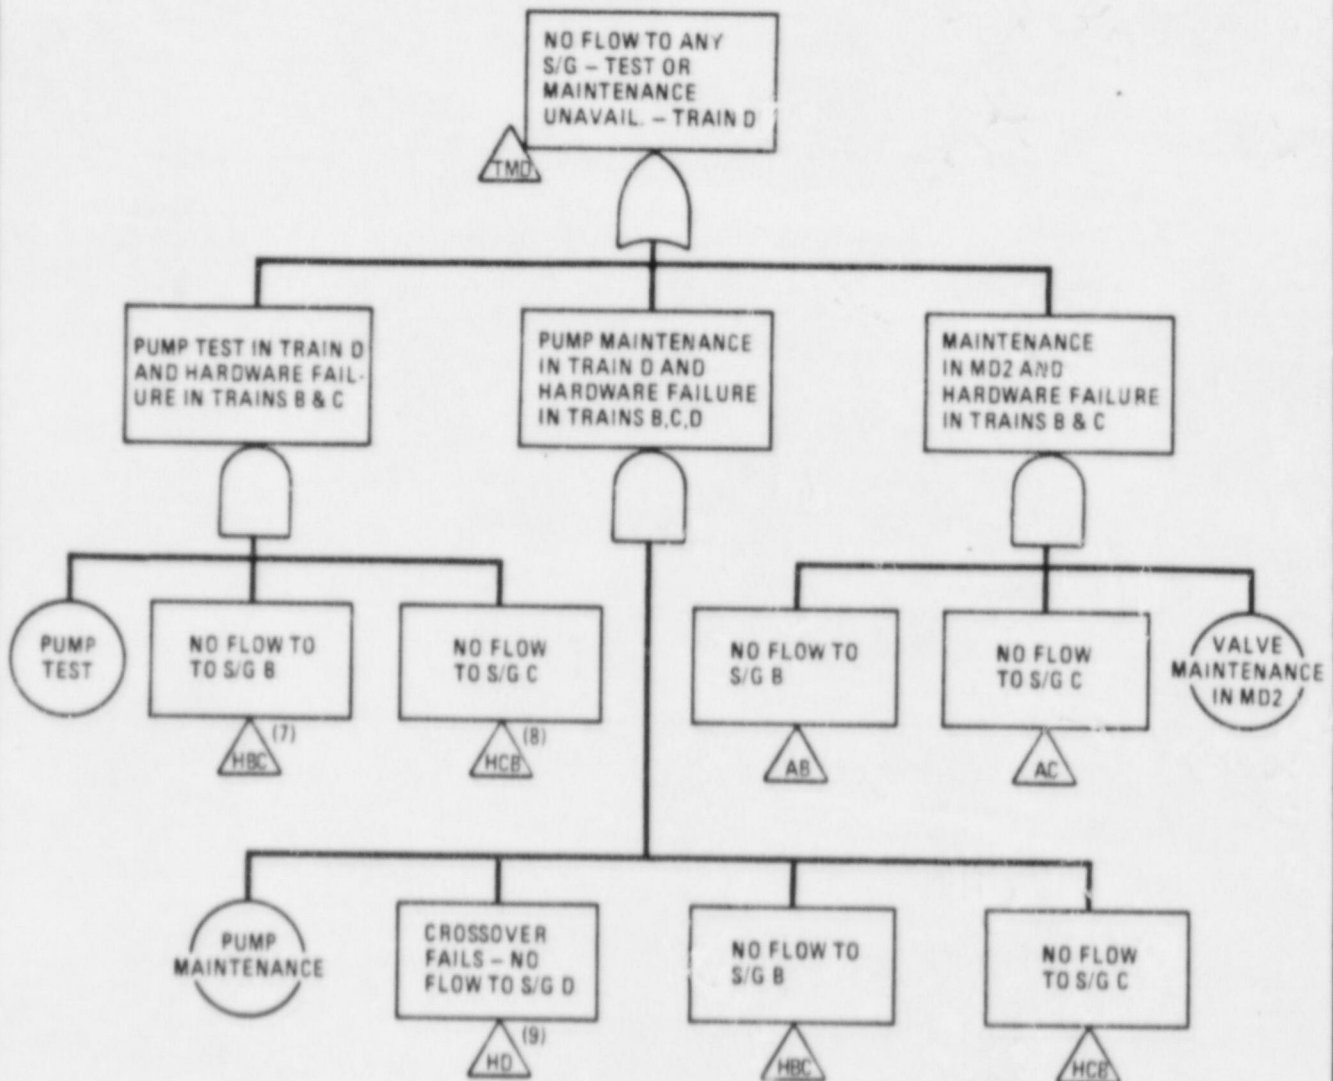 NO FLOW TO ANY
S/G – TEST OR
MAINTENANCE
UNAVAIL. – TRAIN D
TMD
PUMP TEST IN TRAIN D
AND HARDWARE FAIL-
URE IN TRAINS B & C
PUMP MAINTENANCE
IN TRAIN D AND
HARDWARE FAILURE
IN TRAINS B,C,D
MAINTENANCE
IN MD2 AND
HARDWARE FAILURE
IN TRAINS B & C
PUMP
TEST
NO FLOW TO
TO S/G B
(7)
HBC
NO FLOW
TO S/G C
(8)
HCB
NO FLOW TO
S/G B
AB
NO FLOW
TO S/G C
AC
VALVE
MAINTENANCE
IN MD2
PUMP
MAINTENANCE
CROSSOVER
FAILS – NO
FLOW TO S/G D
(9)
HD
NO FLOW TO
S/G B
HBC
NO FLOW
TO S/G C
HCB